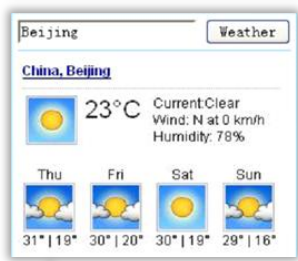 Beijing Weather
China, Beijing
23°C
Current:Clear
Wind: N at 0 km/h
Humidity: 78%
Thu Fri Sat Sun
31° | 19° 30° | 20° 30° | 19° 29° | 16°